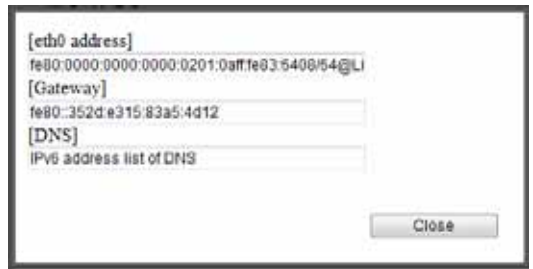 [eth0 address]
fe80:0000:0000:0000:0201:0aff:fe83:6408/64@Li
[Gateway]
fe80::352d:e315:83a5:4d12
[DNS]
IPv6 address list of DNS
Close